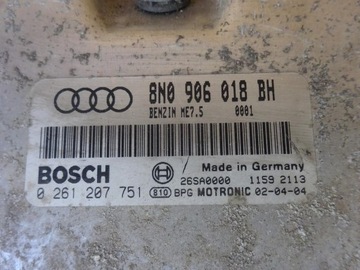 8N0 906 018 BH
BENZIN ME7.5 0001
BOSCH
Made in Germany
26SA0000 1159 2113
0 261 207 751 810 BPG MOTRONIC 02-04-04